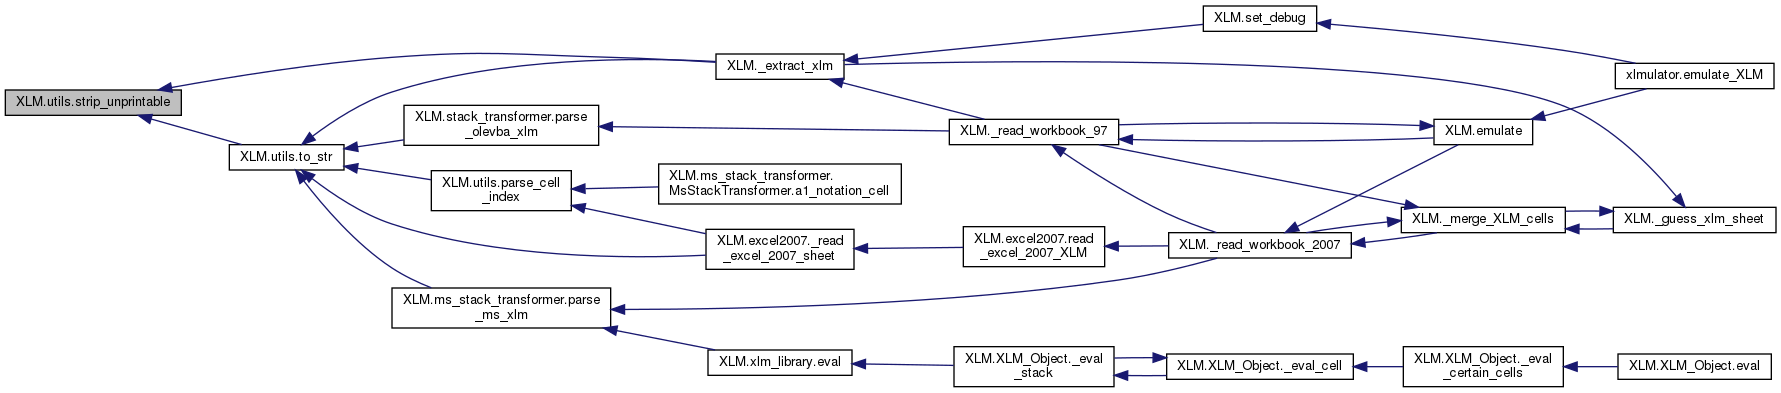 XLM.set_debug
XLM._extract_xlm
xlmulator.emulate_XLM
XLM.utils.strip_unprintable
XLM.stack_transformer.parse
_olevba_xlm
XLM._read_workbook_97
XLM.emulate
XLM.utils.to_str
XLM.utils.parse_cell
_index
XLM.ms_stack_transformer.
MsStackTransformer.a1_notation_cell
XLM._merge_XLM_cells
XLM._guess_xlm_sheet
XLM.excel2007._read
_excel_2007_sheet
XLM.excel2007.read
_excel_2007_XLM
XLM._read_workbook_2007
XLM.ms_stack_transformer.parse
_ms_xlm
XLM.xlm_library.eval
XLM.XLM_Object._eval
_stack
XLM.XLM_Object._eval_cell
XLM.XLM_Object._eval
_certain_cells
XLM.XLM_Object.eval